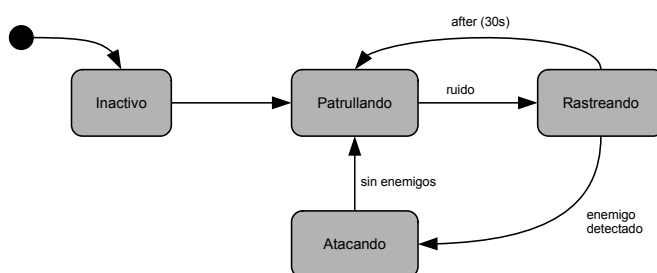 after (30s)
Inactivo
Patrullando
ruido
Rastreando
sin enemigos
enemigo
detectado
Atacando